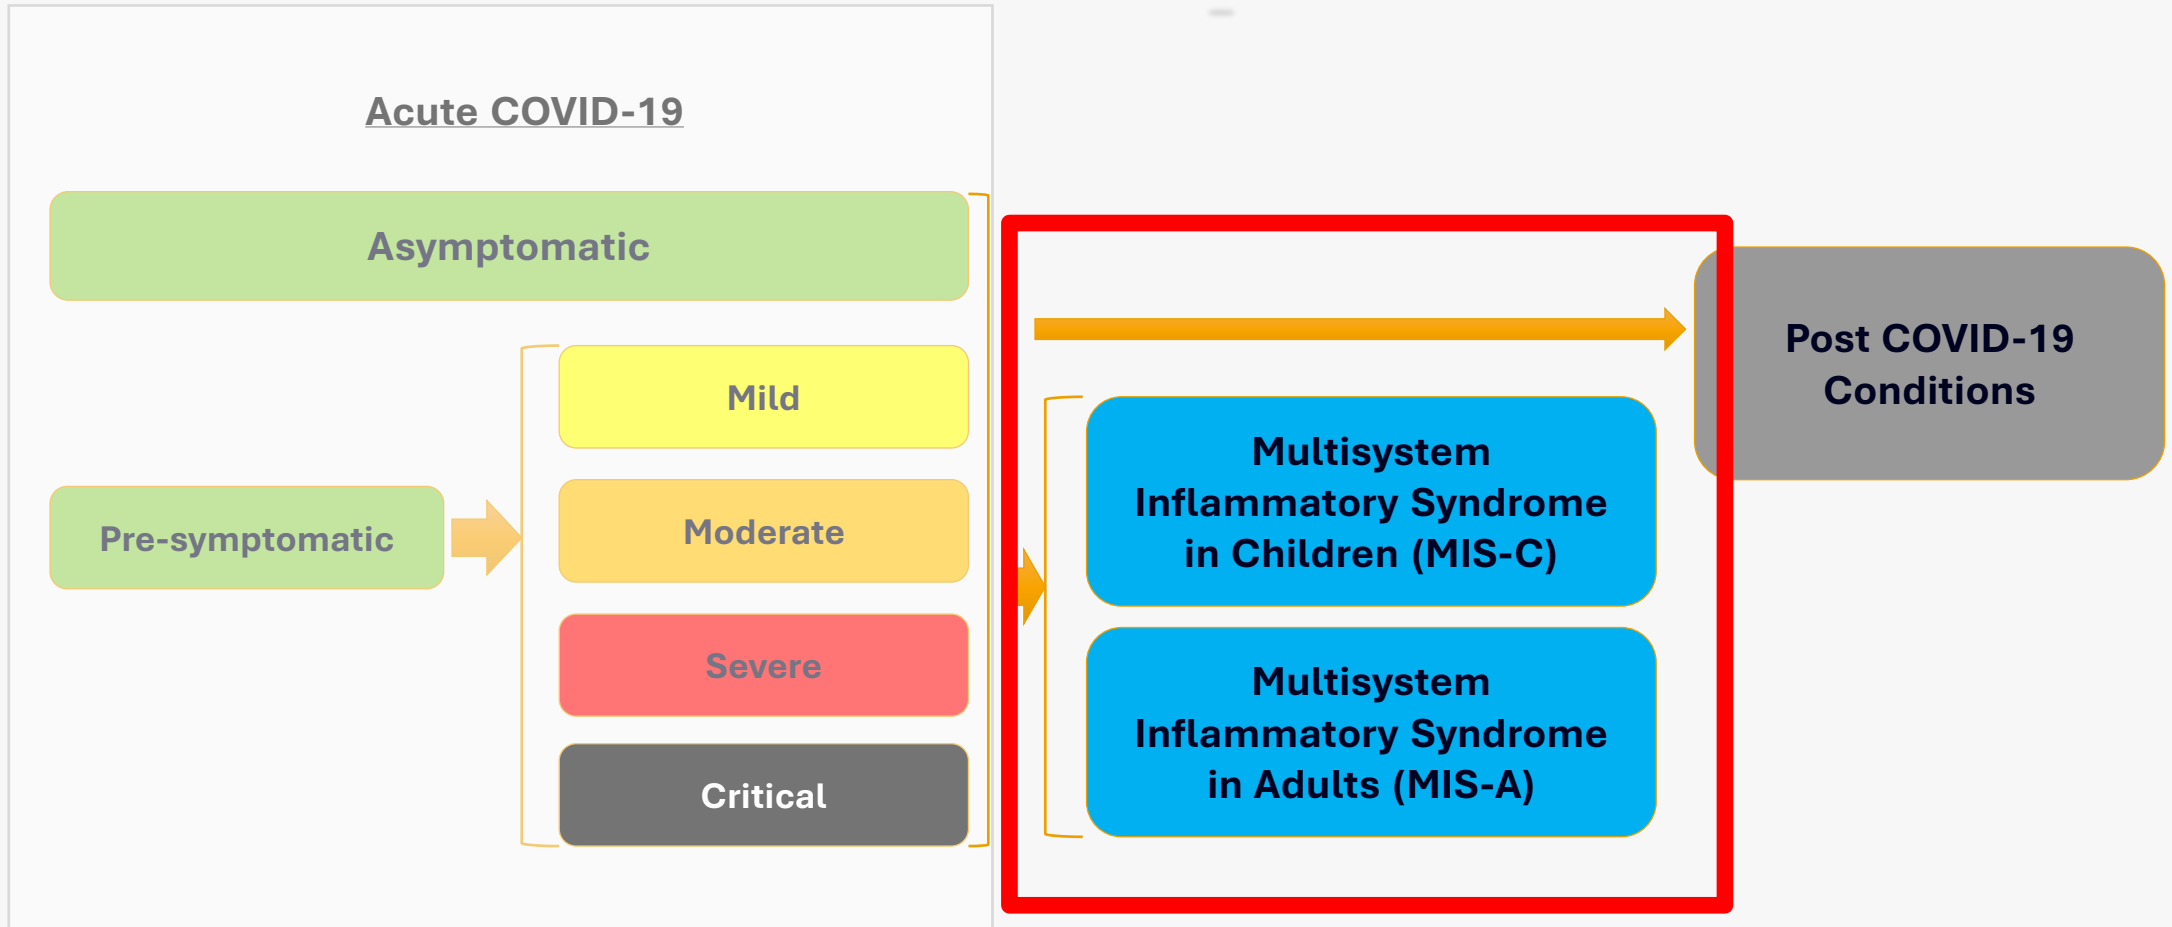 Acute COVID-19
Asymptomatic
Pre-symptomatic
Mild
Moderate
Severe
Critical
Multisystem
Inflammatory Syndrome
in Children (MIS-C)
Multisystem
Inflammatory Syndrome
in Adults (MIS-A)
Post COVID-19
Conditions